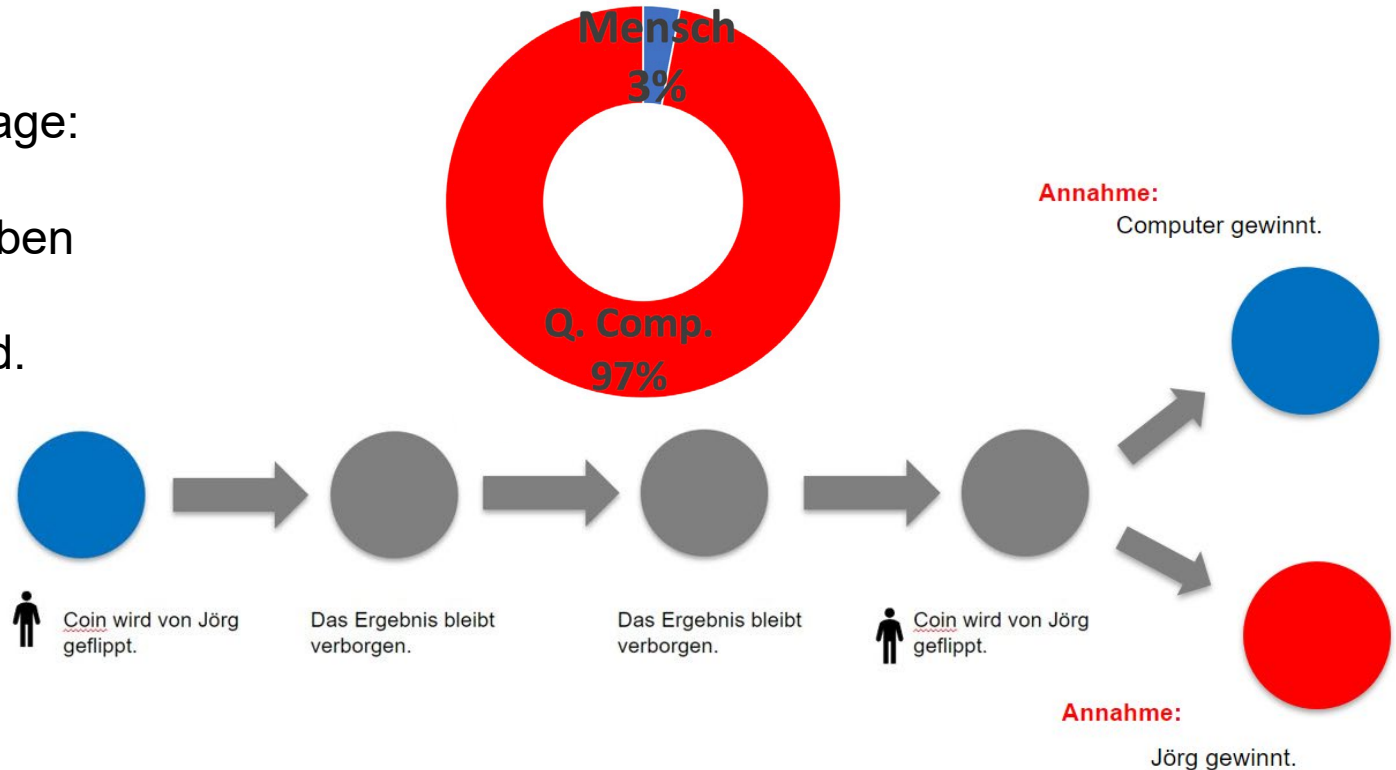 age:
ben
d.
Mensch
3%
Q. Comp.
97%
Annahme:
Computer gewinnt.
Coin wird von Jörg
geflippt.
Das Ergebnis bleibt
verborgen.
Das Ergebnis bleibt
verborgen.
Coin wird von Jörg
geflippt.
Annahme:
Jörg gewinnt.